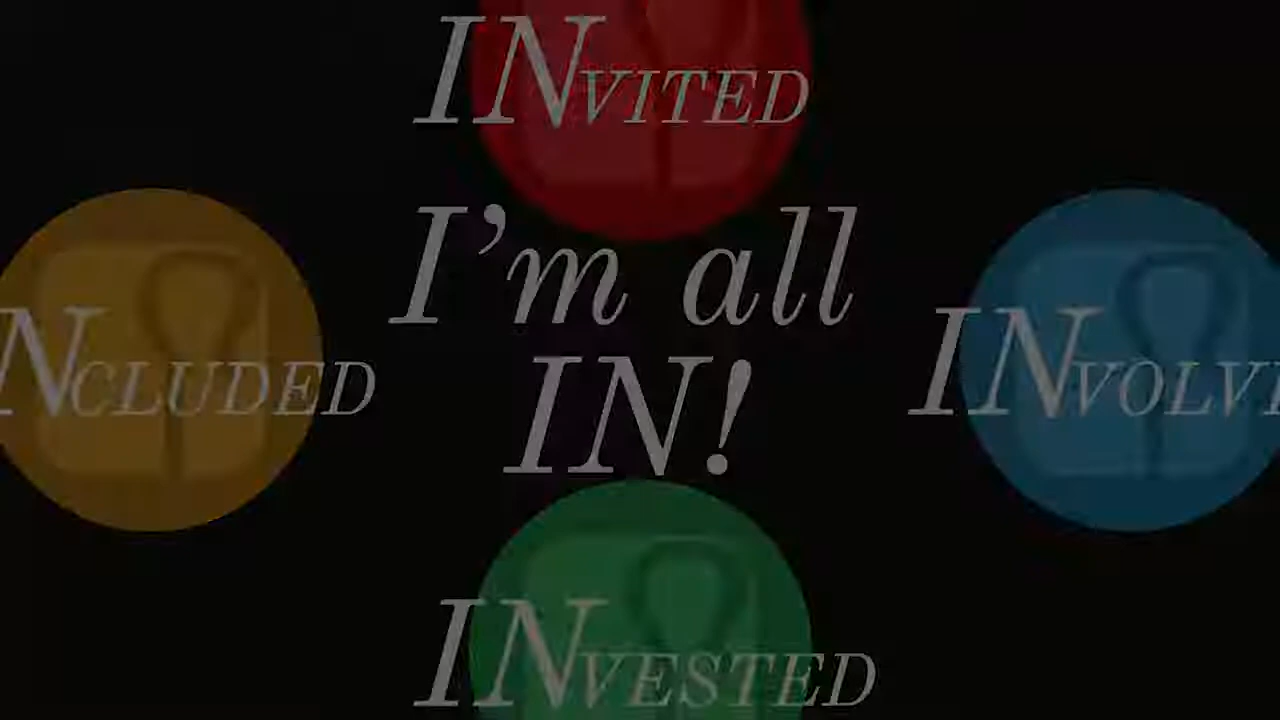 INVITED
I'm all
IN!
NCLUDED
INVOLV
INVESTED